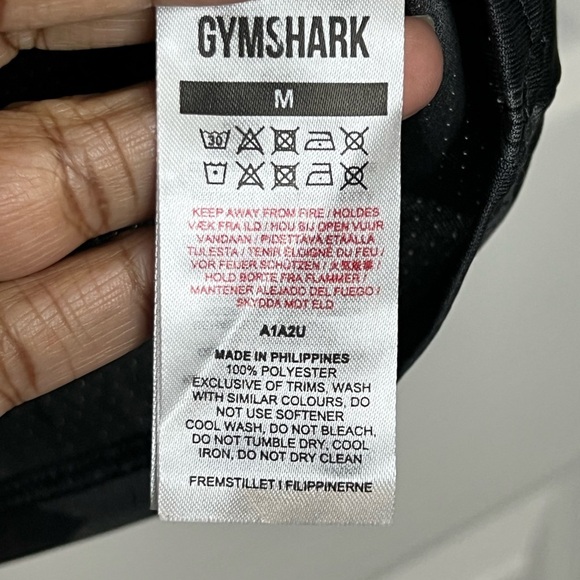 GYMSHARK
M
30
KEEP AWAY FROM FIRE / HOLDES
VÆK FRA ILD / HOU BIJ OPEN VUUR
VANDAAN / PIDETTÄVÄ ETÄÄLLÄ
TULESTA / TENIR ÉLOIGNÉ DU FEU /
VOR FEUER SCHÜTZEN /
HOLD BORTE FRA FLAMMER /
MANTENER ALEJADO DEL FUEGO /
SKYDDA MOT ELD
A1A2U
MADE IN PHILIPPINES
100% POLYESTER
EXCLUSIVE OF TRIMS, WASH
WITH SIMILAR COLOURS, DO
NOT USE SOFTENER
COOL WASH, DO NOT BLEACH,
DO NOT TUMBLE DRY, COOL
IRON, DO NOT DRY CLEAN
FREMSTILLET I FILIPPINERNE